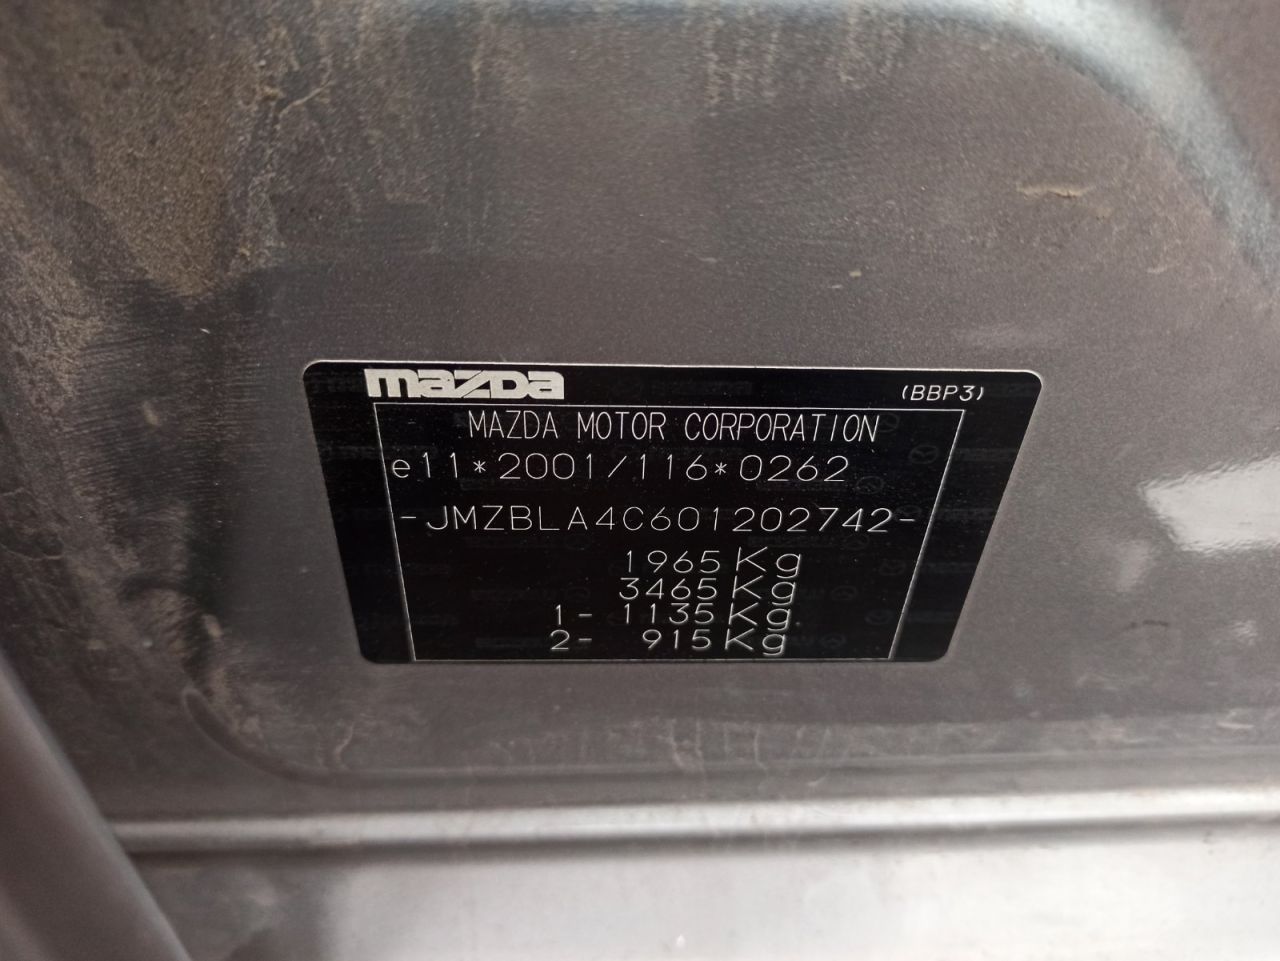 mazda
(BBP3)
MAZDA MOTOR CORPORATION
e11*2001/116*0262
-JMZBLA4C601202742-
1965Kg
3465Kg
1- 1135Kg.
2- 915Kg